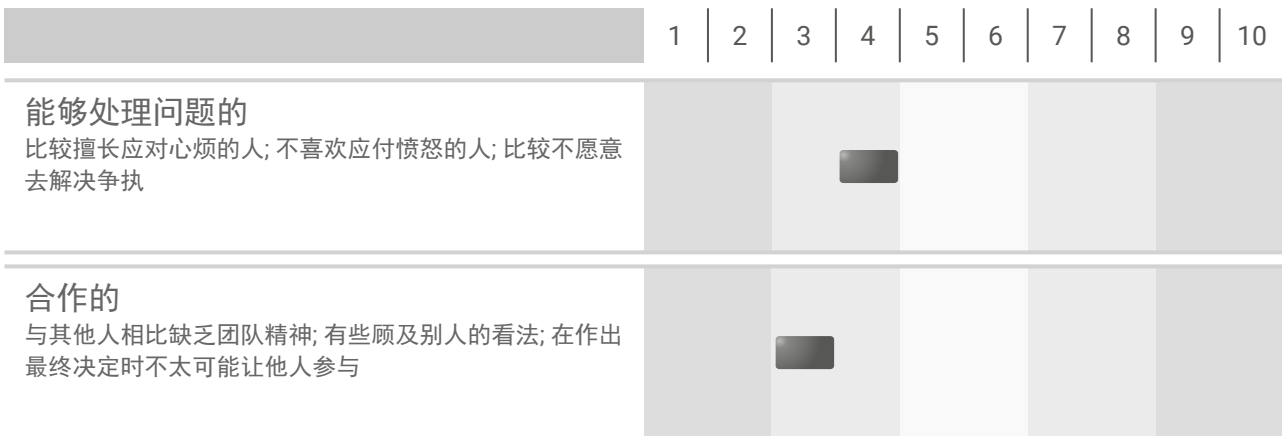 1 2 3 4 5 6 7 8 9 10
能够处理问题的
比较擅长应对心烦的人; 不喜欢应付愤怒的人; 比较不愿意
去解决争执
合作的
与其他人相比缺乏团队精神; 有些顾及别人的看法; 在作出
最终决定时不太可能让他人参与